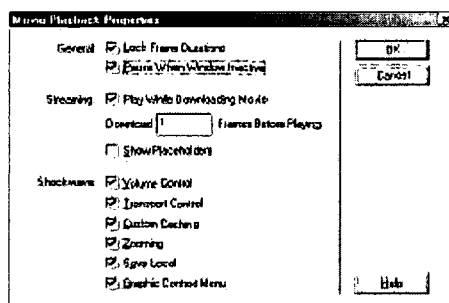 Movie Playback Properties
General Lock Frame Durations OK
Pause When Window Inactive Cancel
Streaming Play While Downloading Movie
Download 1 Frames Before Playing
Show Placeholders
Shockwave Volume Control
Transport Control
Custom Caching
Zooming
Save Local
Graphic Context Menu Help